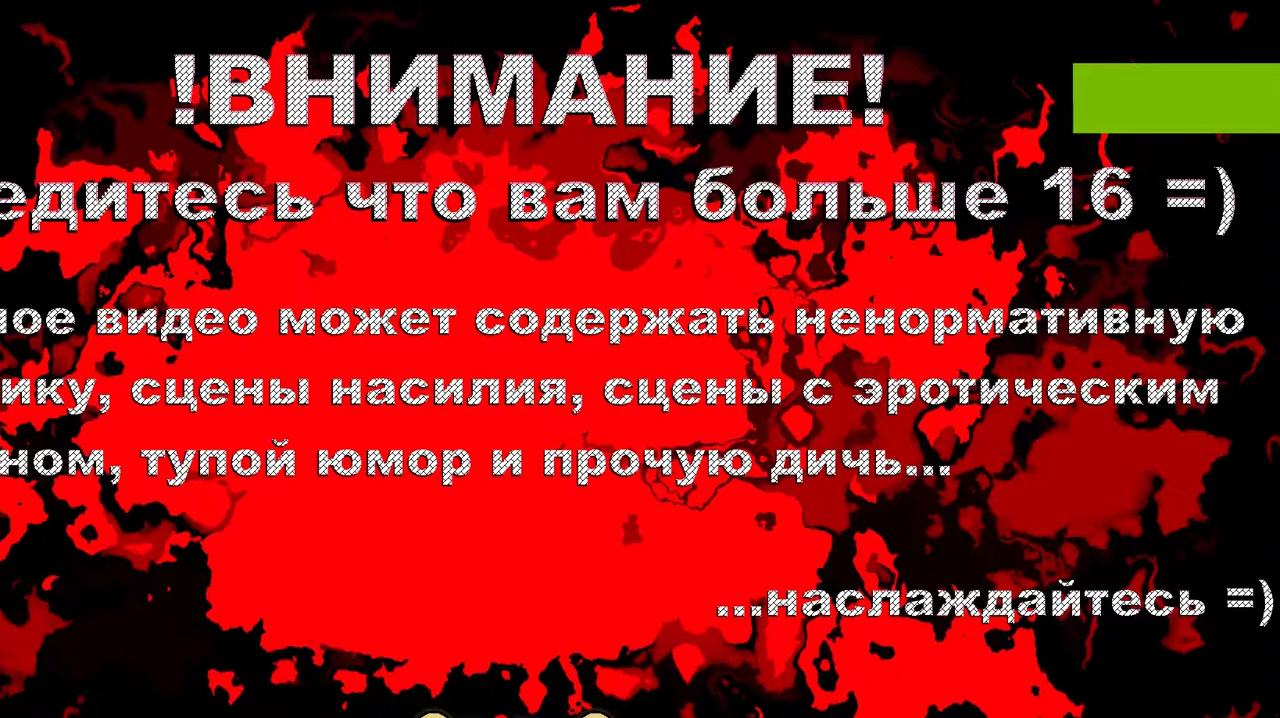 !ВНИМАНИЕ!
едитесь что вам больше 16 =)
ное видео может содержать ненормативную
ику, сцены насилия, сцены с эротическим
ном, тупой юмор и прочую дичь...
...наслаждайтесь =)